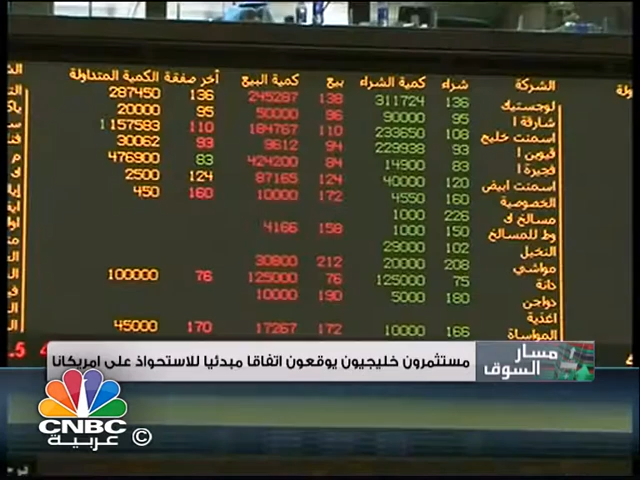 الشركة شراء كمية الشراء بيع كمية البيع آخر صفقة الكمية المتداولة
لوجستيك 136 311724 138 245287 136 287450
شارقة ا 95 90000 96 50000 95 20000
اسمنت خليج 108 233650 110 184767 110 1157583
فيوين ا 93 229938 94 9612 93 30062
فجيرة ا 83 14900 84 424200 83 476900
اسمنت ابيض 120 40000 124 87165 124 2500
الخصوصية 160 4550 172 10000 160 450
مسالخ ك 226 1000
وط للمسالخ 150 1000 158 4166
النخيل 102 29000
مواشي 208 20000 212 30800
دانة 75 125000 76 125000 76 100000
دواجن 180 5000 190 10000
اغذية
المواساة 166 10000 172 17267 170 45000
مسار السوق
مستثمرون خليجيون يوقعون اتفاقا مبدئيا للاستحواذ على امريكانا
CNBC
عربية ©